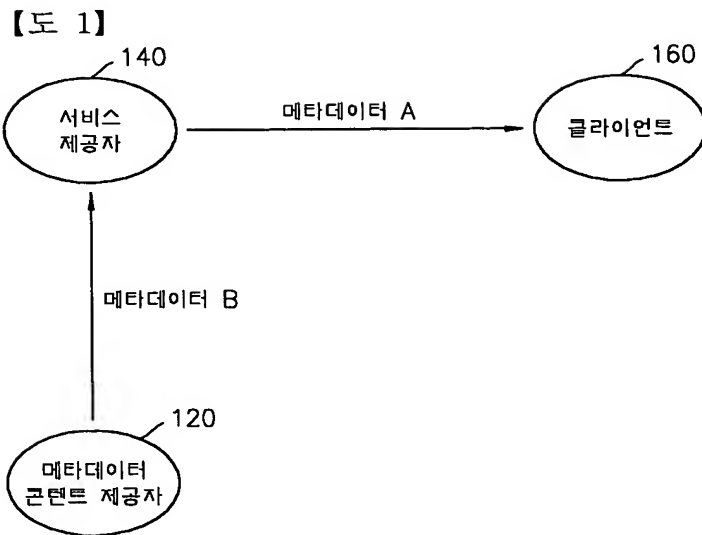 【도 1】
140
160
서비스
제공자
메타데이터 A
클라이언트
메타데이터 B
120
메타데이터
콘텐트 제공자